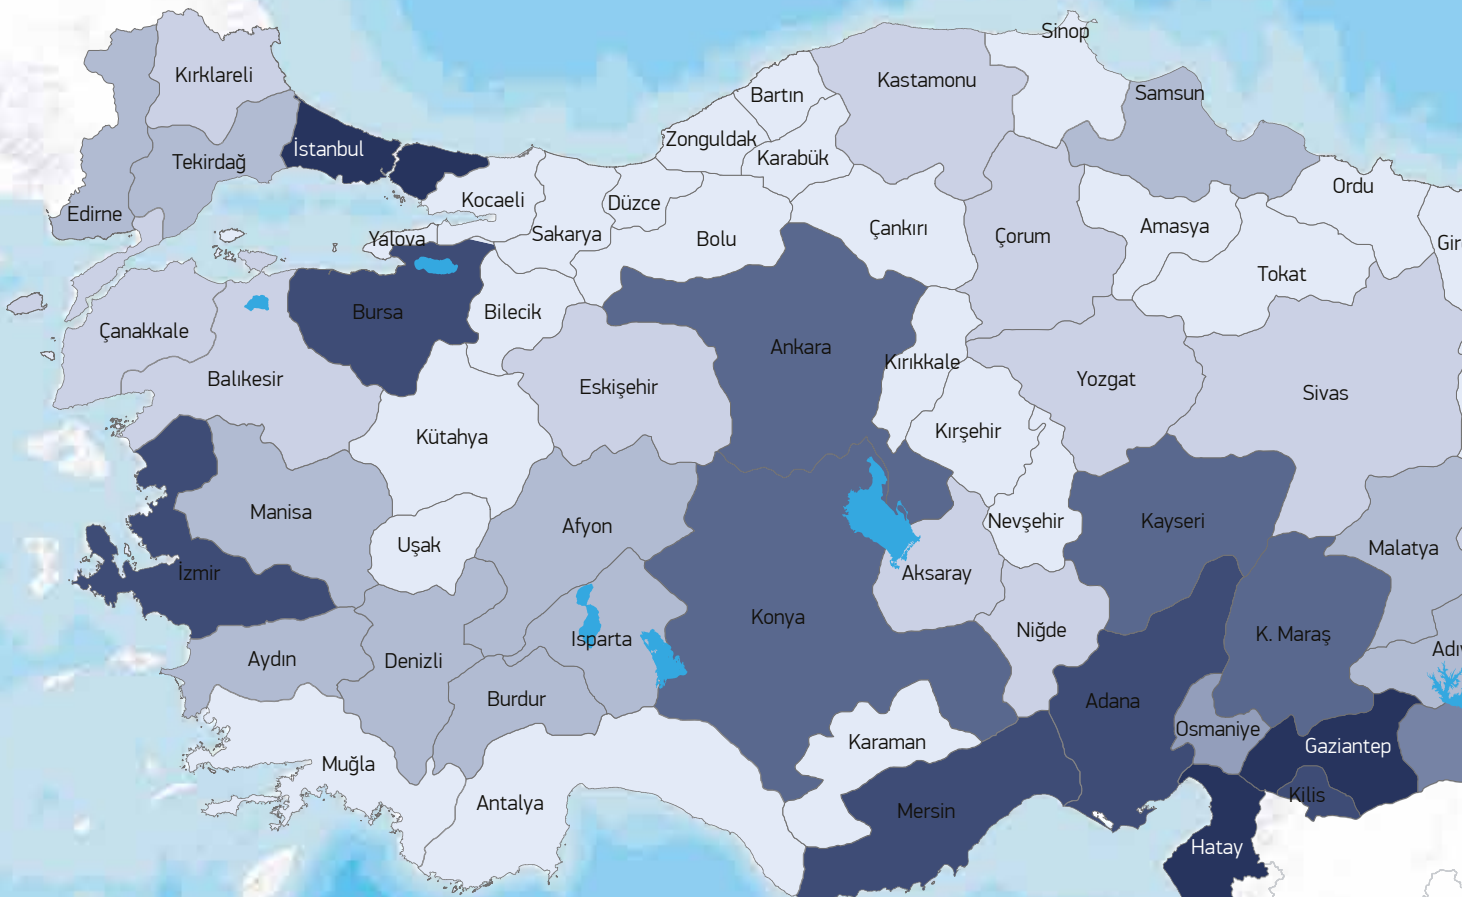 Sinop
Kırklareli
Kastamonu
Bartın
Samsun
İstanbul
Zonguldak
Karabük
Tekirdağ
Ordu
Kocaeli
Düzce
Edirne
Amasya
Çankırı
Sakarya
Yalova
Bolu
Çorum
Gir
Tokat
Bursa
Bilecik
Çanakkale
Ankara
Kırıkkale
Balıkesir
Eskişehir
Yozgat
Sivas
Kütahya
Kırşehir
Manisa
Afyon
Nevşehir
Kayseri
Uşak
Malatya
İzmir
Aksaray
Konya
Niğde
Isparta
K. Maraş
Adıy
Aydın
Denizli
Burdur
Adana
Osmaniye
Karaman
Gaziantep
Muğla
Kilis
Antalya
Mersin
Hatay